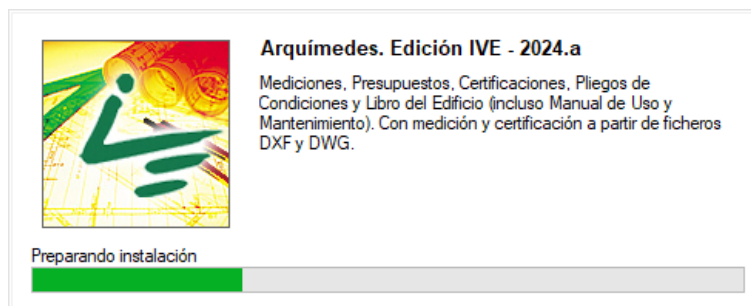 Arquímedes. Edición IVE - 2024.a
Mediciones, Presupuestos, Certificaciones, Pliegos de
Condiciones y Libro del Edificio (incluso Manual de Uso y
Mantenimiento). Con medición y certificación a partir de ficheros
DXF y DWG.
Preparando instalación